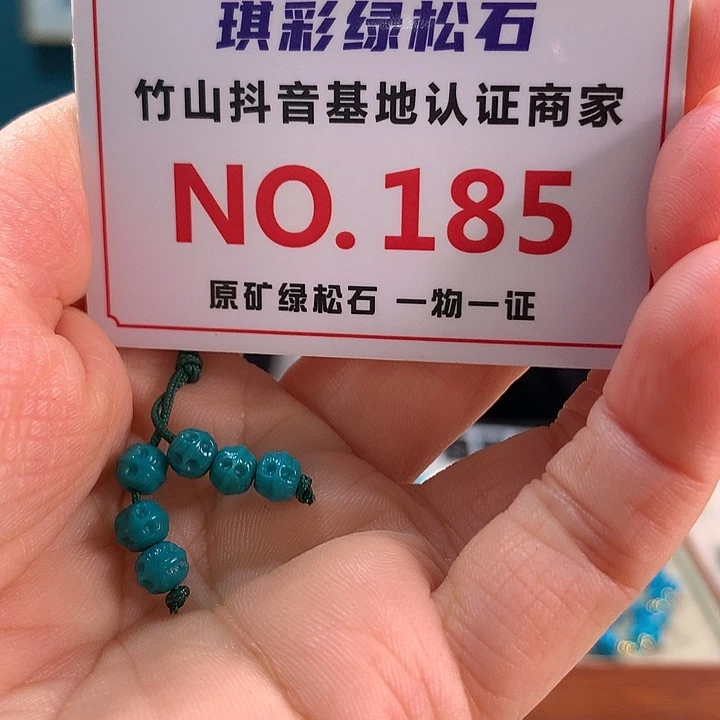 琪彩绿松石
竹山抖音基地认证商家
NO.185
原矿绿松石 一物一证